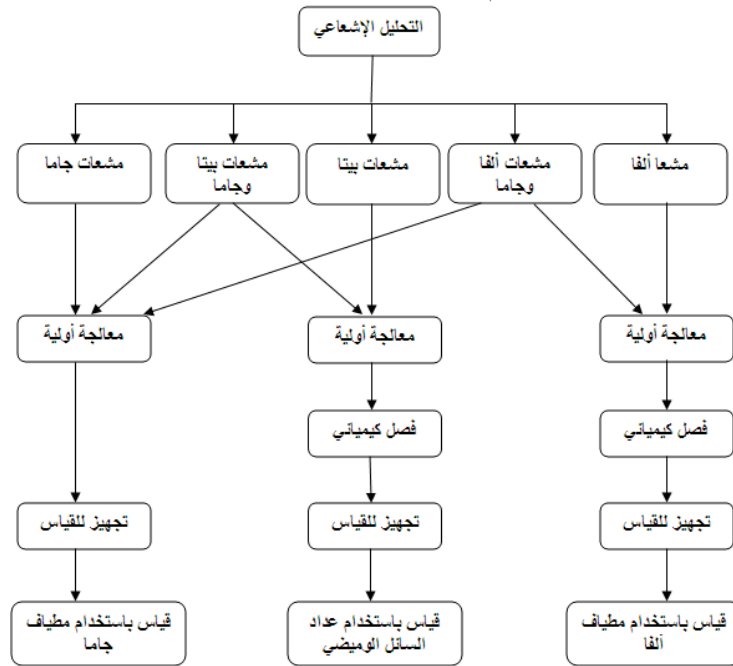 التحليل الإشعاعي
مشعا ألفا
مشعات ألفا
وجاما
مشعات بيتا
مشعات بيتا
وجاما
مشعات جاما
معالجة أولية
معالجة أولية
معالجة أولية
فصل كيميائي
فصل كيميائي
تجهيز للقياس
تجهيز للقياس
تجهيز للقياس
قياس باستخدام مطياف
ألفا
قياس باستخدام عداد
السائل الوميضي
قياس باستخدام مطياف
جاما